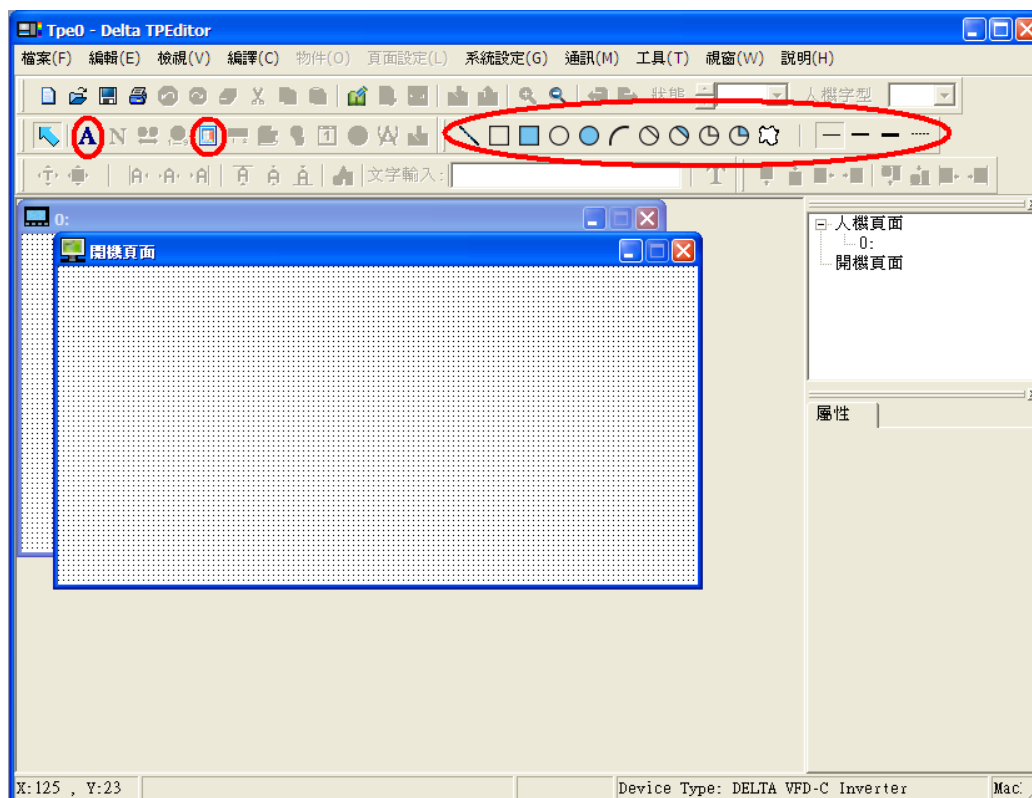 Tpe0 - Delta TPEditor
檔案(F) 編輯(E) 檢視(V) 編譯(C) 物件(O) 頁面設定(L) 系統設定(G) 通訊(M) 工具(T) 視窗(W) 說明(H)
狀態 人機字型
A N 1
A A A A A A A 文字輸入: T
0:
開機頁面
人機頁面
0:
開機頁面
屬性
X:125 , Y:23 Device Type: DELTA VFD-C Inverter Mac